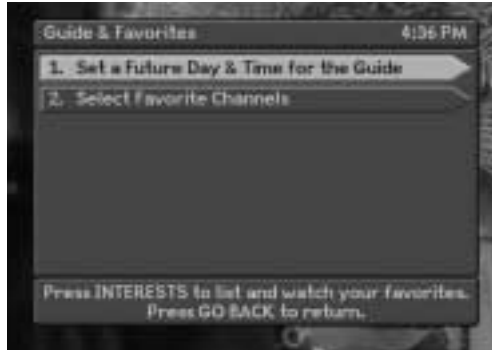 Guide & Favorites 4:36 PM
1. Set a Future Day & Time for the Guide
2. Select Favorite Channels
Press INTERESTS to list and watch your favorites.
Press GO BACK to return.